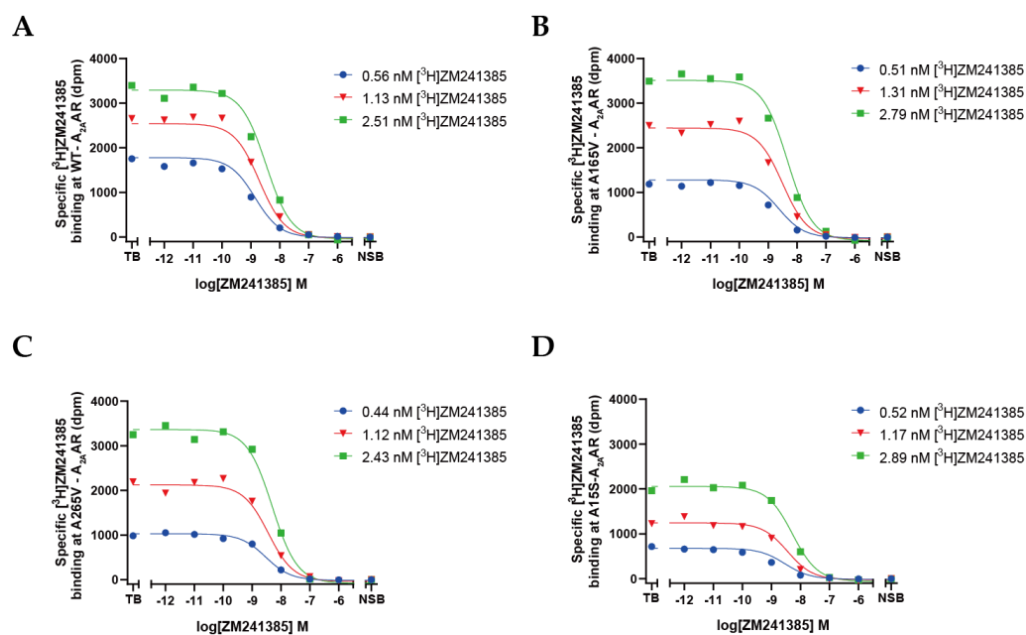 A
Specific [³H]ZM241385
binding at WT- A₂ₐAR (dpm)
4000
3000
2000
1000
0
TB -12 -11 -10 -9 -8 -7 -6 NSB
log[ZM241385] M
0.56 nM [³H]ZM241385
1.13 nM [³H]ZM241385
2.51 nM [³H]ZM241385
B
Specific [³H]ZM241385
binding at A165V - A₂ₐAR (dpm)
4000
3000
2000
1000
0
TB -12 -11 -10 -9 -8 -7 -6 NSB
log[ZM241385] M
0.51 nM [³H]ZM241385
1.31 nM [³H]ZM241385
2.79 nM [³H]ZM241385
C
Specific [³H]ZM241385
binding at A265V - A₂ₐAR (dpm)
4000
3000
2000
1000
0
TB -12 -11 -10 -9 -8 -7 -6 NSB
log[ZM241385] M
0.44 nM [³H]ZM241385
1.12 nM [³H]ZM241385
2.43 nM [³H]ZM241385
D
Specific [³H]ZM241385
binding at A15S-A₂ₐAR (dpm)
4000
3000
2000
1000
0
TB -12 -11 -10 -9 -8 -7 -6 NSB
log[ZM241385] M
0.52 nM [³H]ZM241385
1.17 nM [³H]ZM241385
2.89 nM [³H]ZM241385